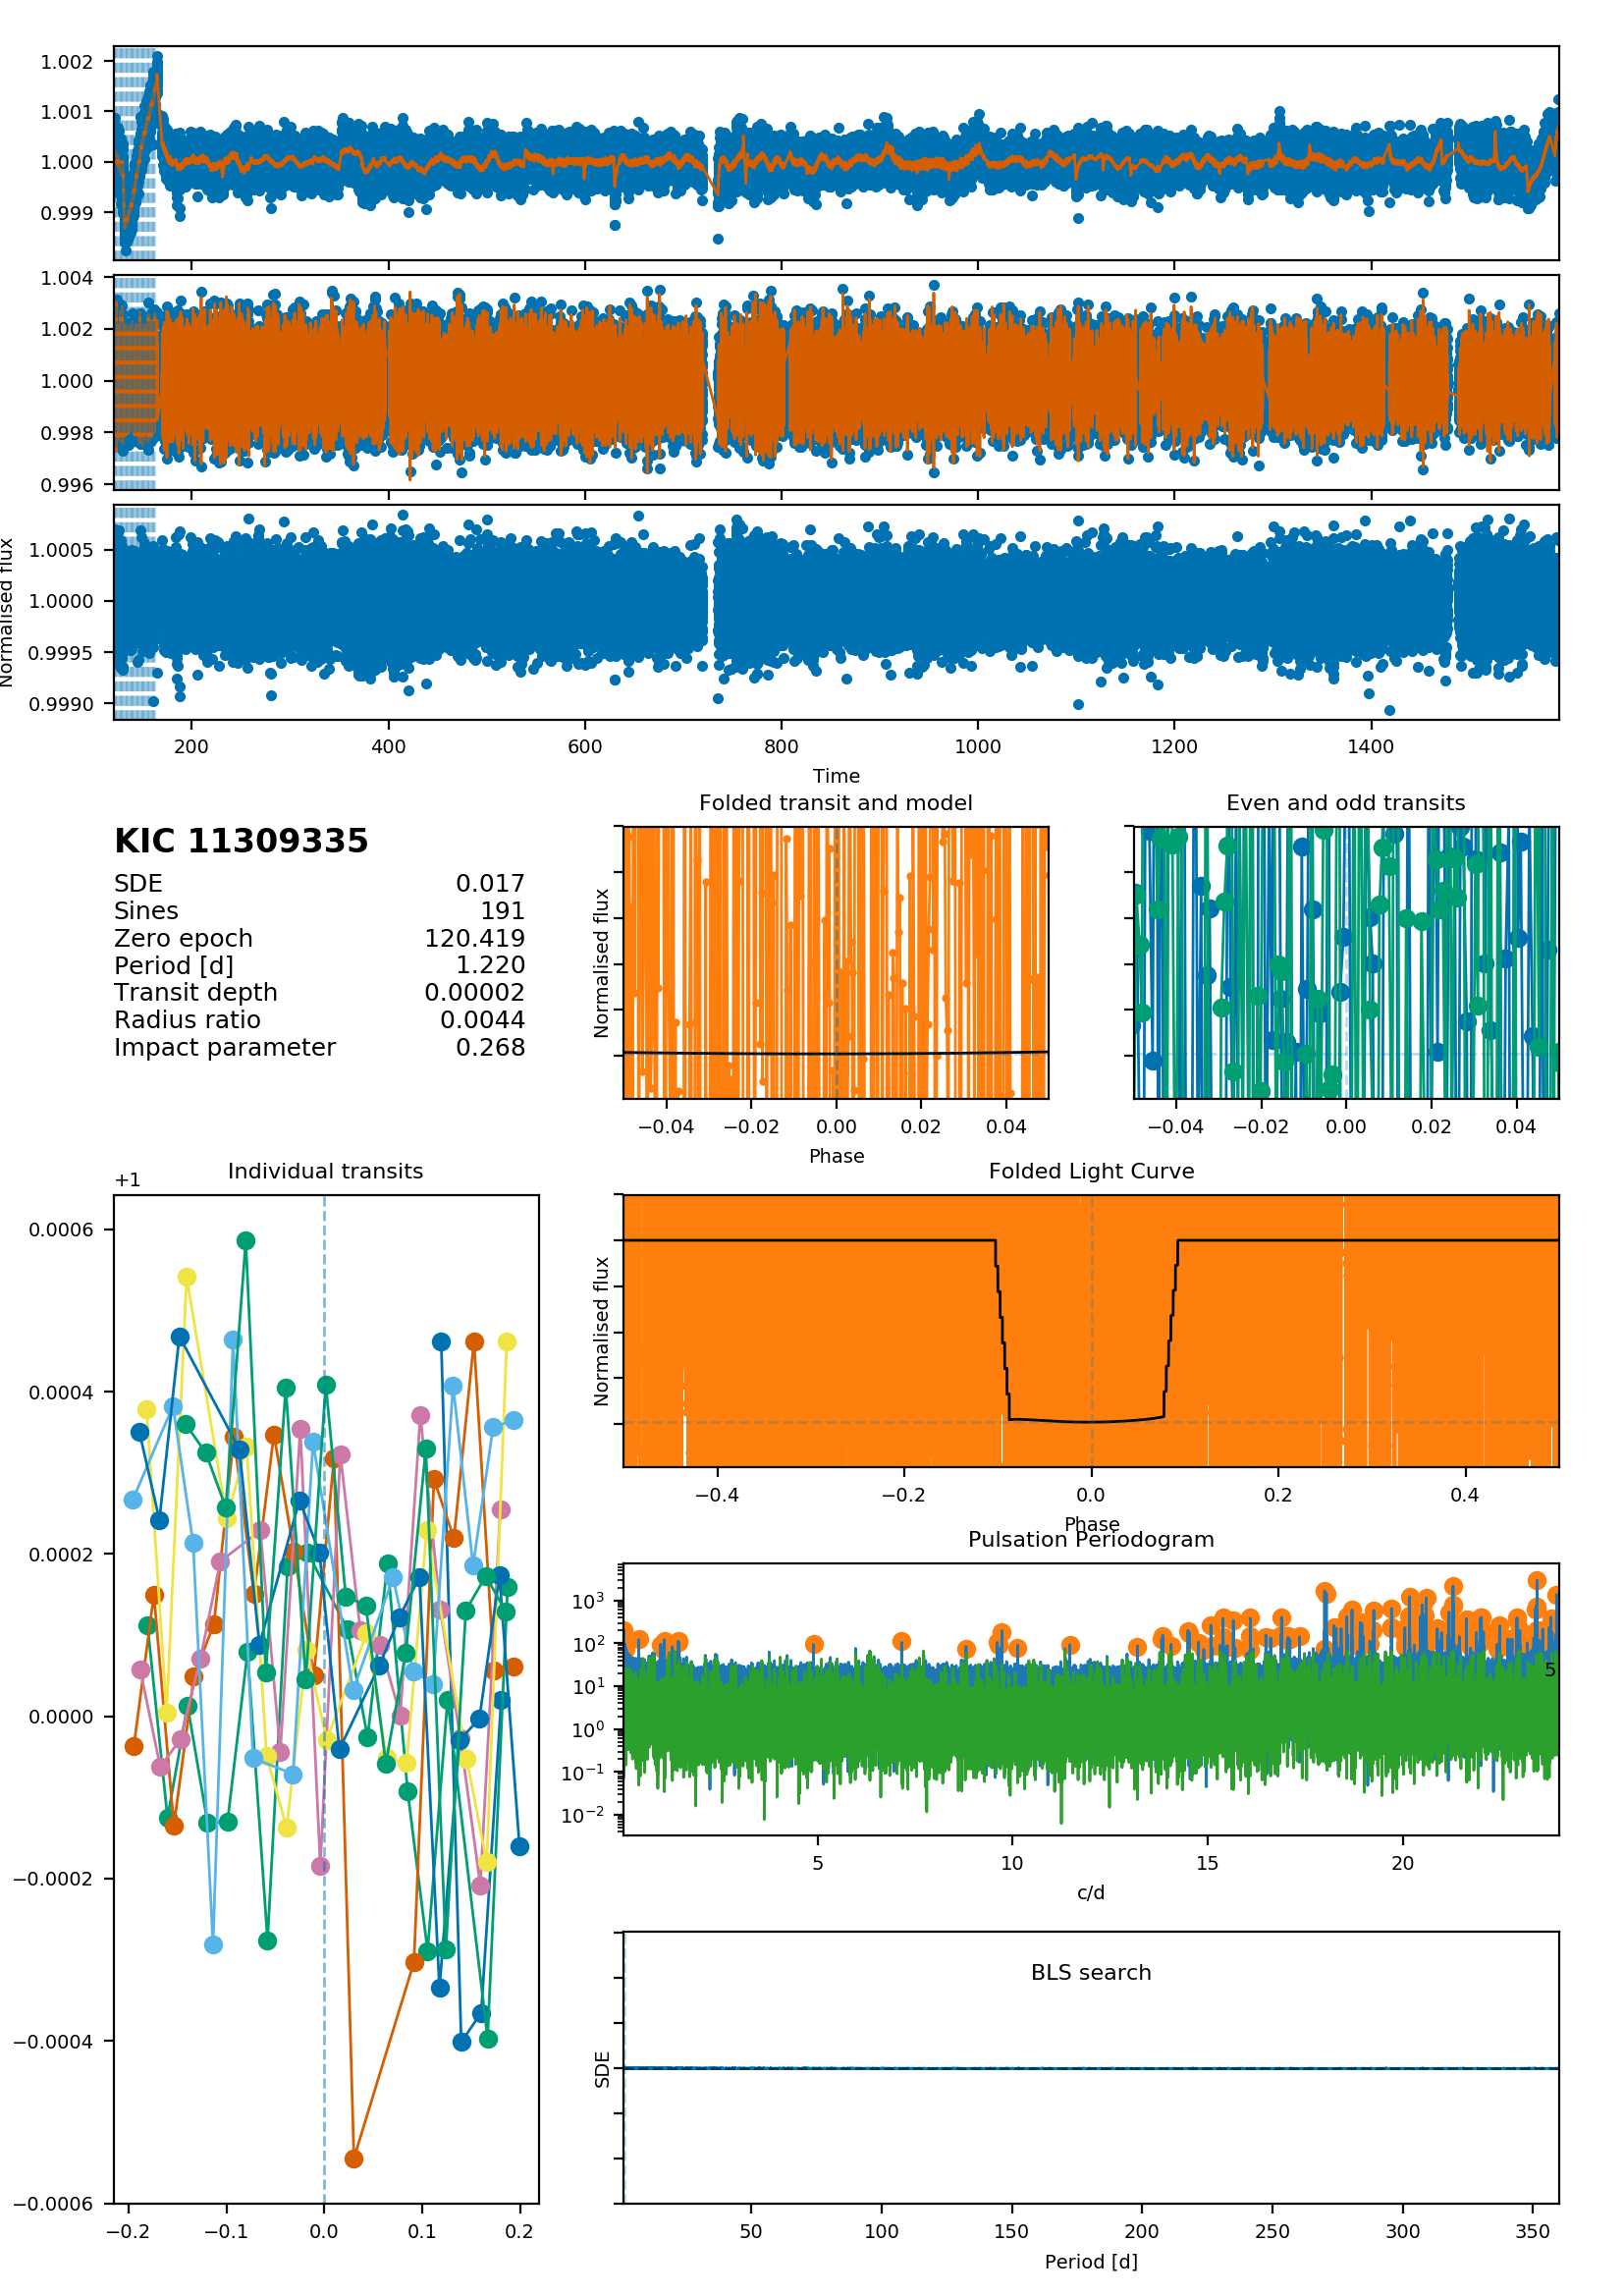 1.002
1.001
1.000
0.999
1.004
1.002
1.000
0.998
0.996
1.0005
1.0000
0.9995
0.9990
Normalised flux
200 400 600 800 1000 1200 1400
Time
KIC 11309335
SDE 0.017
Sines 191
Zero epoch 120.419
Period [d] 1.220
Transit depth 0.00002
Radius ratio 0.0044
Impact parameter 0.268
Folded transit and model
Normalised flux
−0.04 −0.02 0.00 0.02 0.04
Phase
Even and odd transits
−0.04 −0.02 0.00 0.02 0.04
Individual transits
+1
0.0006
0.0004
0.0002
0.0000
−0.0002
−0.0004
−0.0006
−0.2 −0.1 0.0 0.1 0.2
Folded Light Curve
Normalised flux
−0.4 −0.2 0.0 0.2 0.4
Phase
Pulsation Periodogram
10³
10²
10¹
10⁰
10⁻¹
10⁻²
5
5 10 15 20
c/d
BLS search
SDE
50 100 150 200 250 300 350
Period [d]